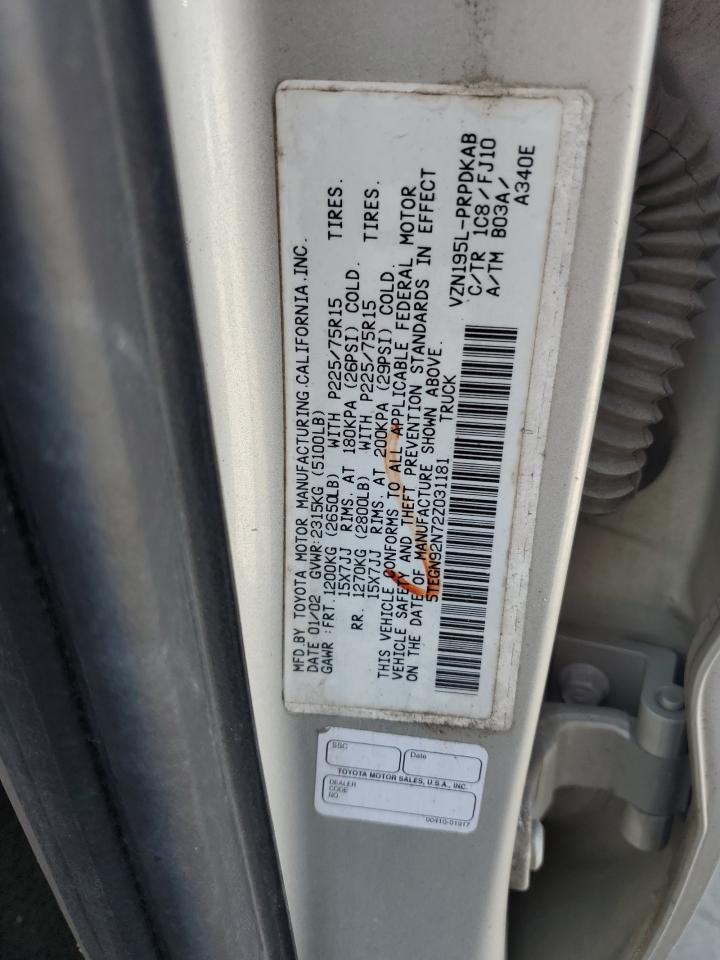 MFD.BY TOYOTA MOTOR MANUFACTURING CALIFORNIA.INC.
DATE 01/02 GVWR:2315KG (5100LB)
GAWR :FRT.1200KG (2650LB) WITH P225/75R15 TIRES.
15X7JJ RIMS. AT 180KPA (26PSI) COLD.
RR. 1270KG (2800LB) WITH P225/75R15 TIRES.
15X7JJ RIMS. AT 200KPA (29PSI) COLD.
THIS VEHICLE CONFORMS TO ALL APPLICABLE FEDERAL MOTOR
VEHICLE SAFETY AND THEFT PREVENTION STANDARDS IN EFFECT
ON THE DATE OF MANUFACTURE SHOWN ABOVE.
5TEGN92N72Z031181 TRUCK
VZN195L-PRPDKAB
C/TR 1C8/FJ10
A/TM B03A/
A340E
SSC
Date
TOYOTA MOTOR SALES, U.S.A., INC.
DEALER
CODE
NO.
00410-01917